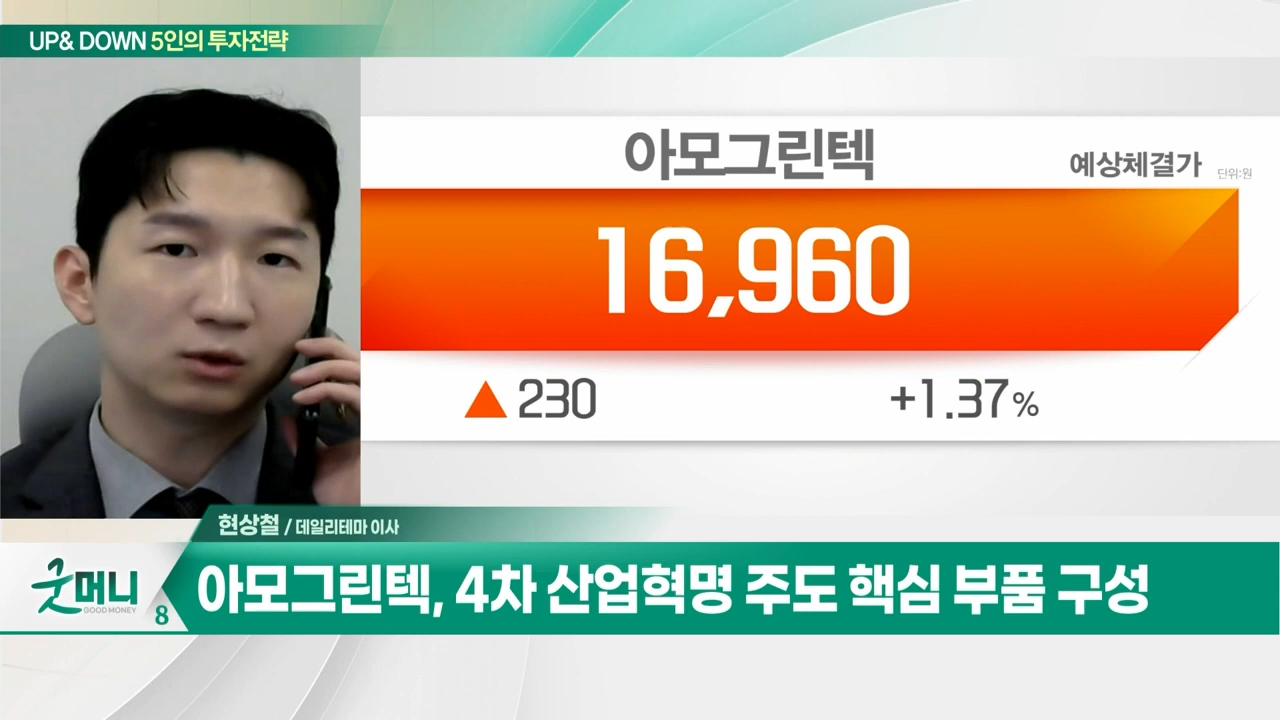 UP& DOWN 5인의 투자전략
아모그린텍
예상체결가
단위:원
16,960
▲ 230
+1.37%
현상철 / 데일리테마 이사
굿머니
GOOD MONEY
8
아모그린텍, 4차 산업혁명 주도 핵심 부품 구성